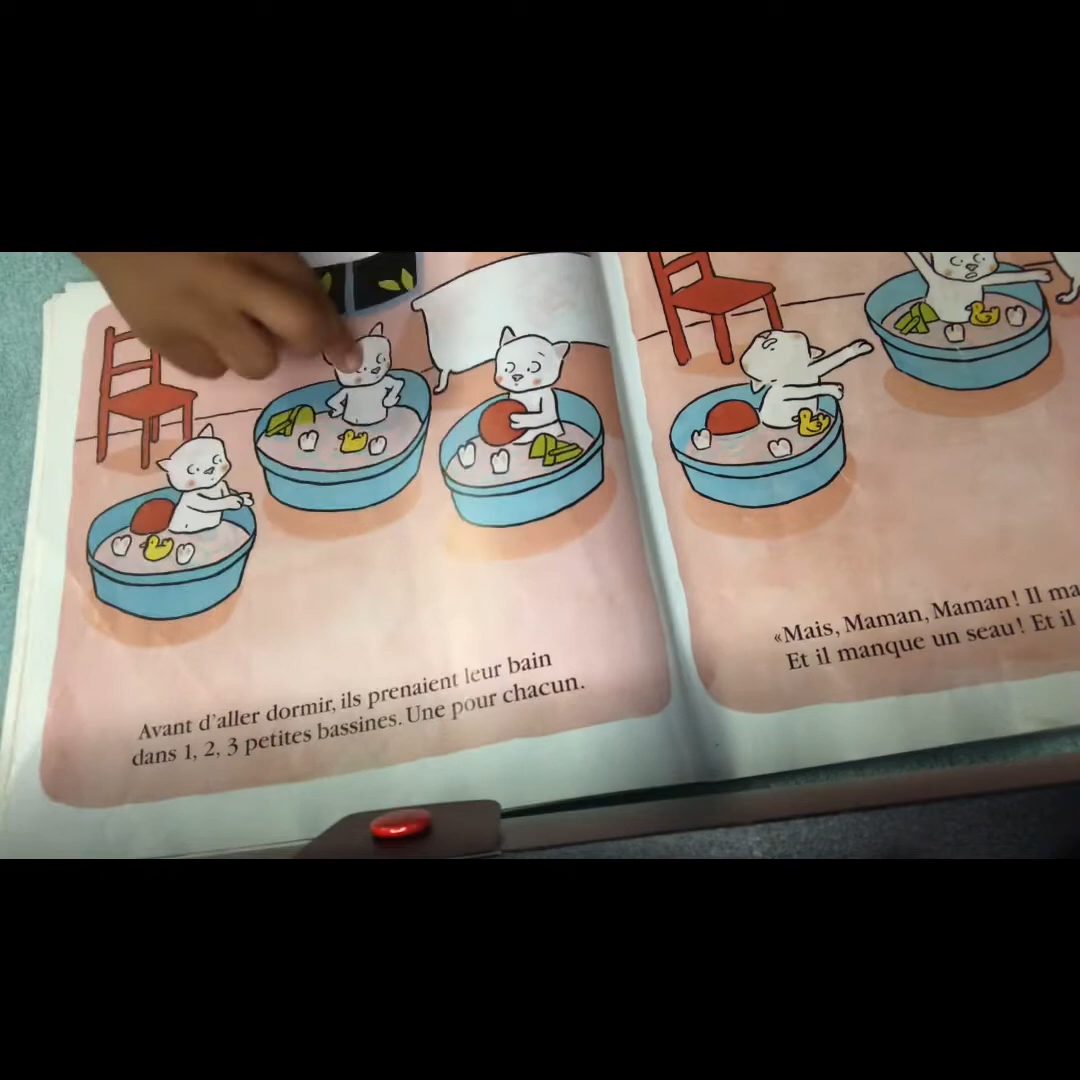 Avant d'aller dormir, ils prenaient leur bain
dans 1, 2, 3 petites bassines. Une pour chacun.
«Mais, Maman, Maman ! Il
Et il manque un seau ! Et il